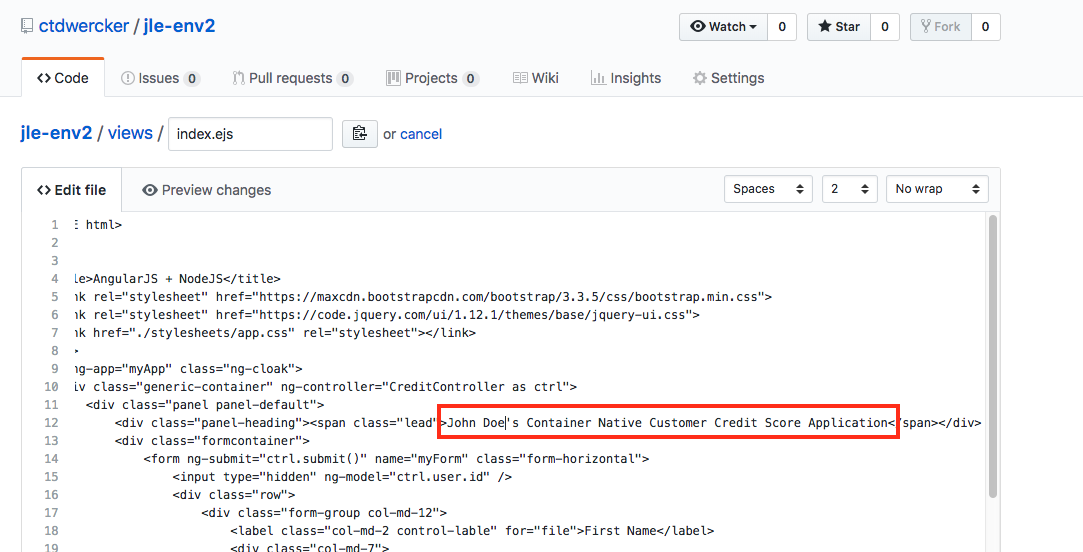 ctdwercker / jle-env2
Watch 0 Star 0 Fork 0
Code Issues 0 Pull requests 0 Projects 0 Wiki Insights Settings
jle-env2 / views / index.ejs or cancel
Edit file Preview changes Spaces 2 No wrap
1 html>
2
3
4 le>AngularJS + NodeJS</title>
5 nk rel="stylesheet" href="https://maxcdn.bootstrapcdn.com/bootstrap/3.3.5/css/bootstrap.min.css">
6 nk rel="stylesheet" href="https://code.jquery.com/ui/1.12.1/themes/base/jquery-ui.css">
7 nk href="./stylesheets/app.css" rel="stylesheet"></link>
8 >
9 ng-app="myApp" class="ng-cloak">
10 iv class="generic-container" ng-controller="CreditController as ctrl">
11 <div class="panel panel-default">
12 <div class="panel-heading"><span class="lead">John Doe's Container Native Customer Credit Score Application</span></div>
13 <div class="formcontainer">
14 <form ng-submit="ctrl.submit()" name="myForm" class="form-horizontal">
15 <input type="hidden" ng-model="ctrl.user.id" />
16 <div class="row">
17 <div class="form-group col-md-12">
18 <label class="col-md-2 control-lable" for="file">First Name</label>
19 <div class="col-md-7">